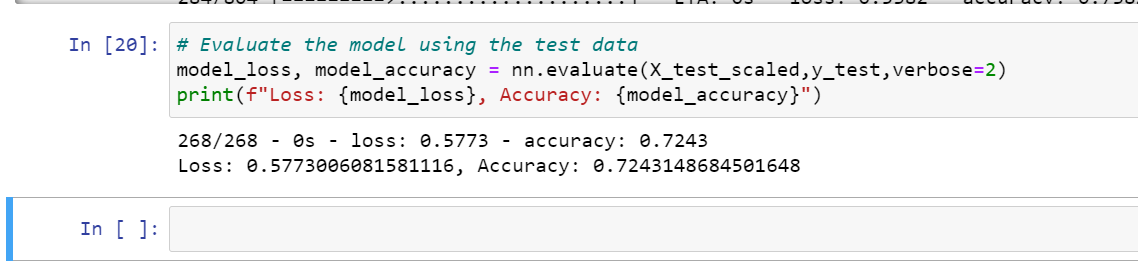 In [20]: # Evaluate the model using the test data
model_loss, model_accuracy = nn.evaluate(X_test_scaled,y_test,verbose=2)
print(f"Loss: {model_loss}, Accuracy: {model_accuracy}")
268/268 - 0s - loss: 0.5773 - accuracy: 0.7243
Loss: 0.5773006081581116, Accuracy: 0.7243148684501648
In [ ]: